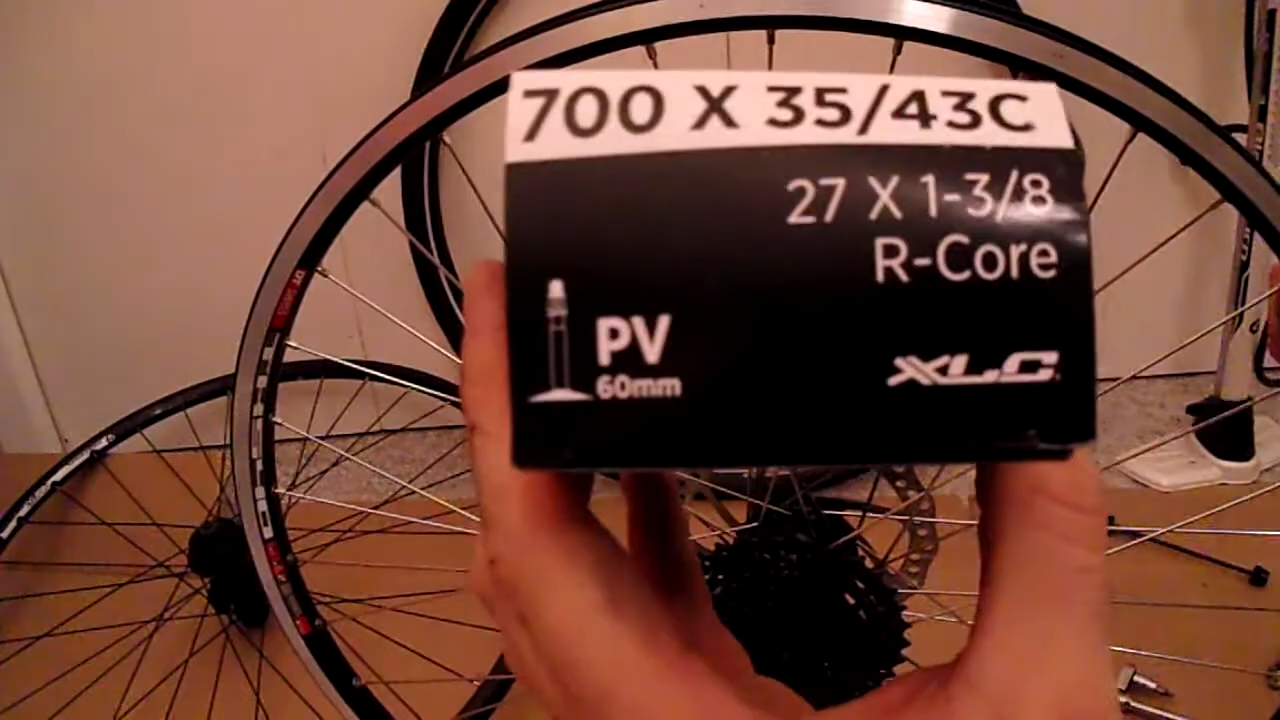 700 X 35/43C
27 X 1-3/8
R-Core
PV
60mm
XLC